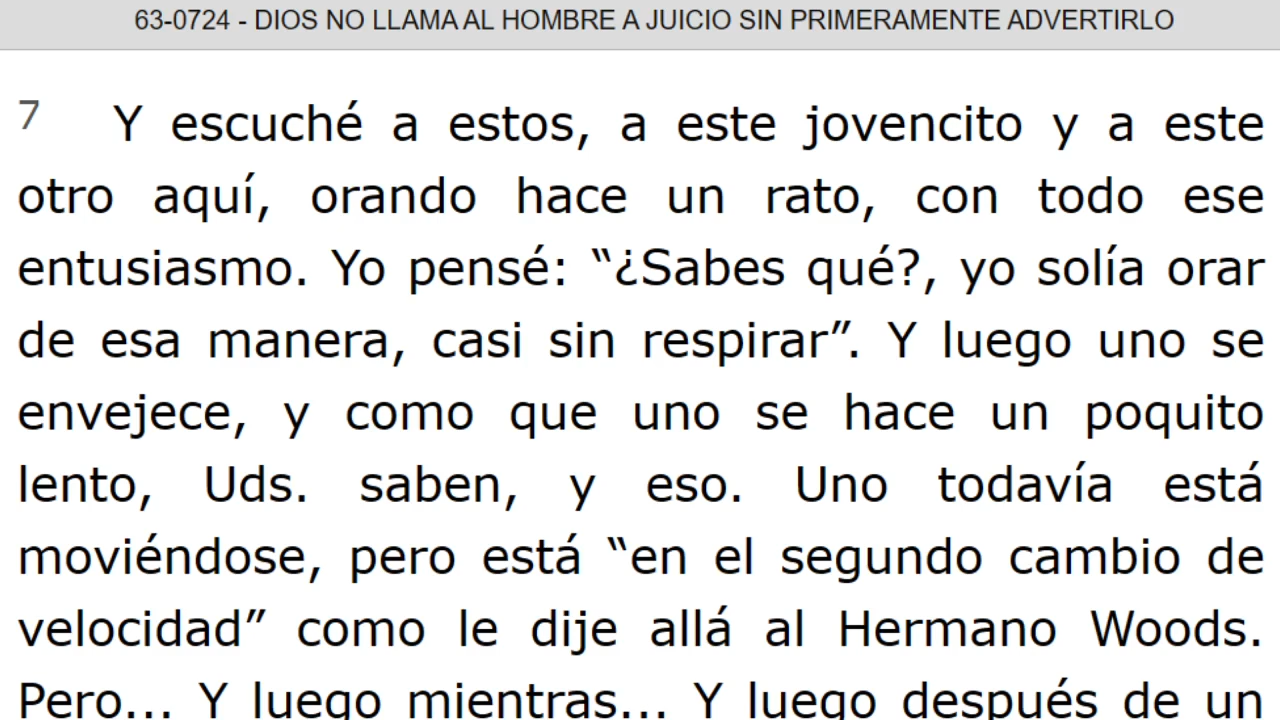 63-0724 - DIOS NO LLAMA AL HOMBRE A JUICIO SIN PRIMERAMENTE ADVERTIRLO
7 Y escuché a estos, a este jovencito y a este
otro aquí, orando hace un rato, con todo ese
entusiasmo. Yo pensé: “¿Sabes qué?, yo solía orar
de esa manera, casi sin respirar”. Y luego uno se
envejece, y como que uno se hace un poquito
lento, Uds. saben, y eso. Uno todavía está
moviéndose, pero está “en el segundo cambio de
velocidad” como le dije allá al Hermano Woods.
Pero... Y luego mientras... Y luego después de un